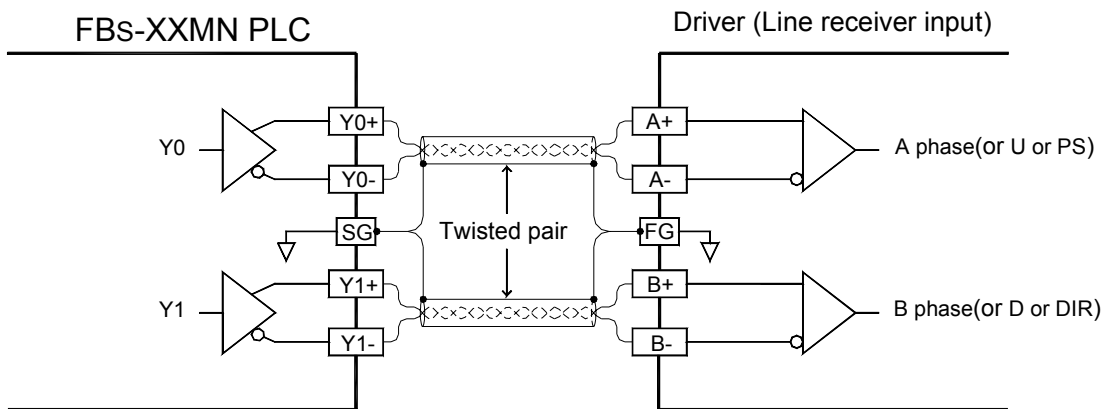 FBs-XXMN PLC
Driver (Line receiver input)
Y0
Y0+
Y0-
A+
A-
A phase(or U or PS)
SG
Twisted pair
FG
Y1
Y1+
Y1-
B+
B-
B phase(or D or DIR)